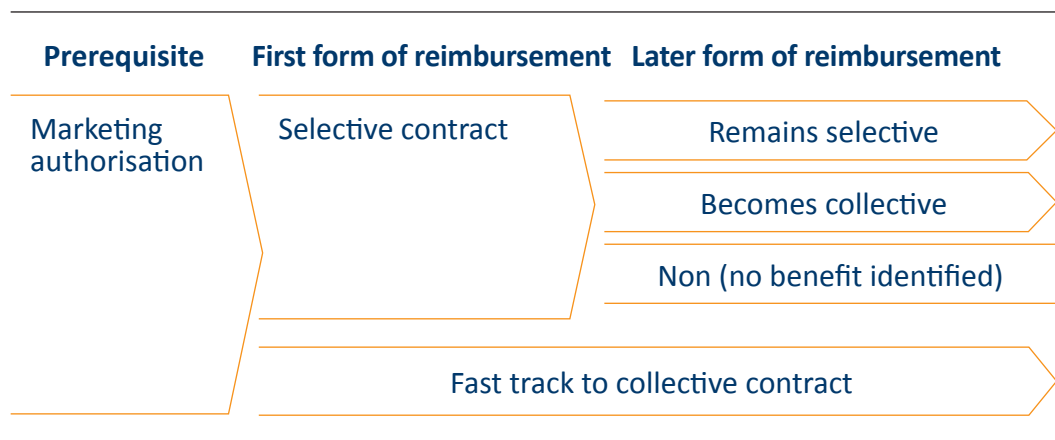 Prerequisite
First form of reimbursement
Later form of reimbursement
Marketing
authorisation
Selective contract
Remains selective
Becomes collective
Non (no benefit identified)
Fast track to collective contract